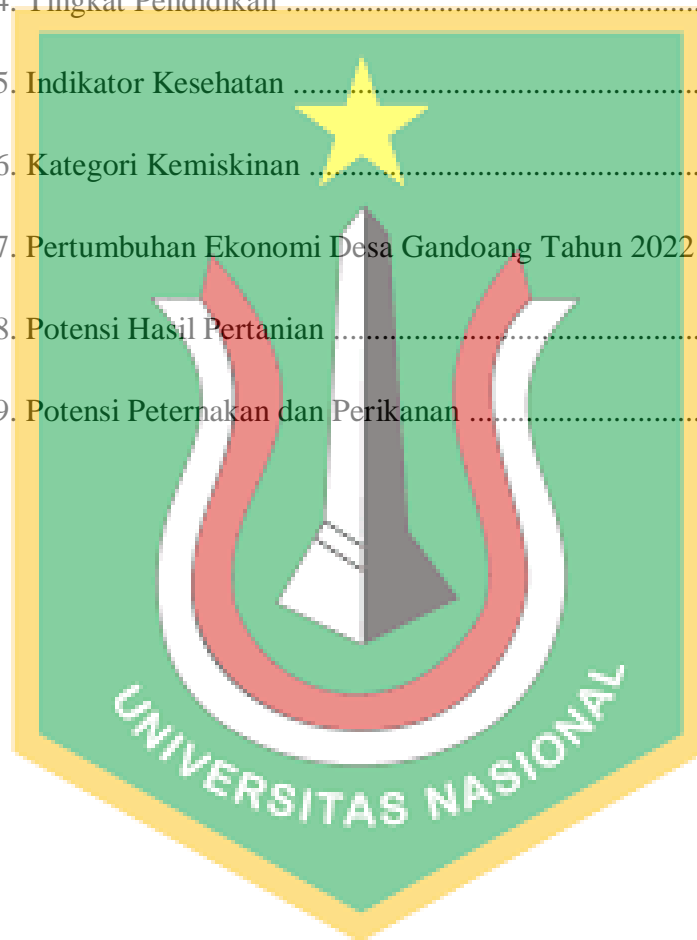 4. Tingkat Pendidikan ....................................................
5. Indikator Kesehatan ...................................................
6. Kategori Kemiskinan .................................................
7. Pertumbuhan Ekonomi Desa Gandoang Tahun 2022
8. Potensi Hasil Pertanian ..............................................
9. Potensi Peternakan dan Perikanan .............................
UNIVERSITAS NASIONAL